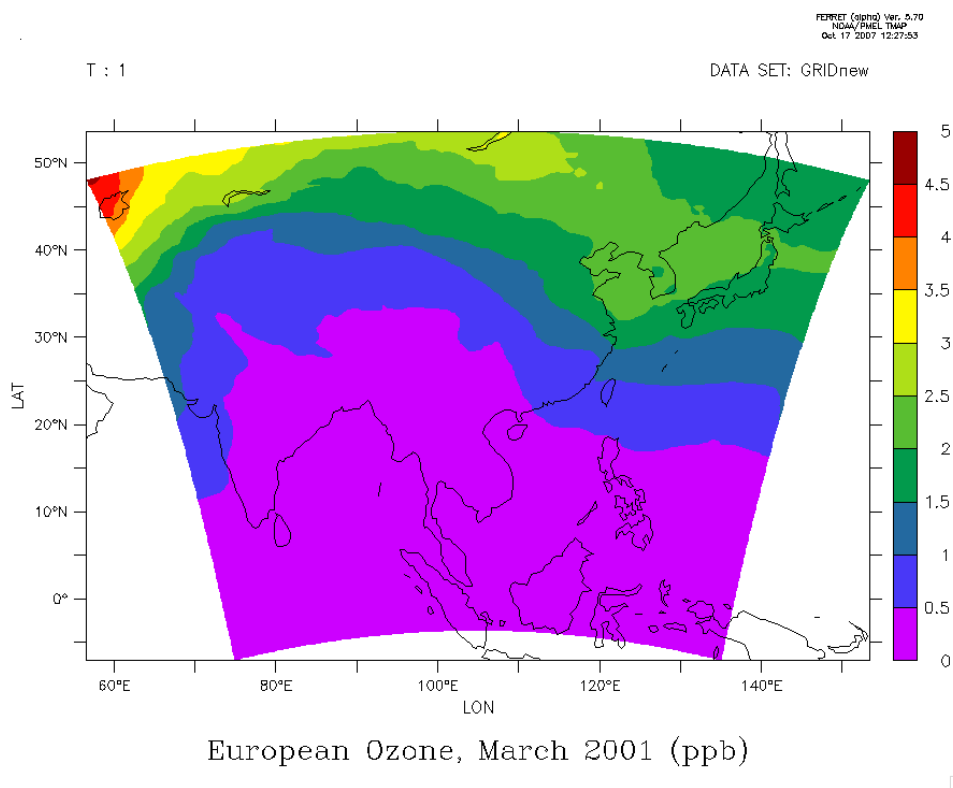 FERRET (alpha) Ver. 5.70
NOAA/PMEL TMAP
Oct 17 2007 12:27:53
T : 1
DATA SET: GRIDnew
50°N
40°N
30°N
20°N
10°N
0°
LAT
60°E 80°E 100°E 120°E 140°E
LON
5
4.5
4
3.5
3
2.5
2
1.5
1
0.5
0
European Ozone, March 2001 (ppb)